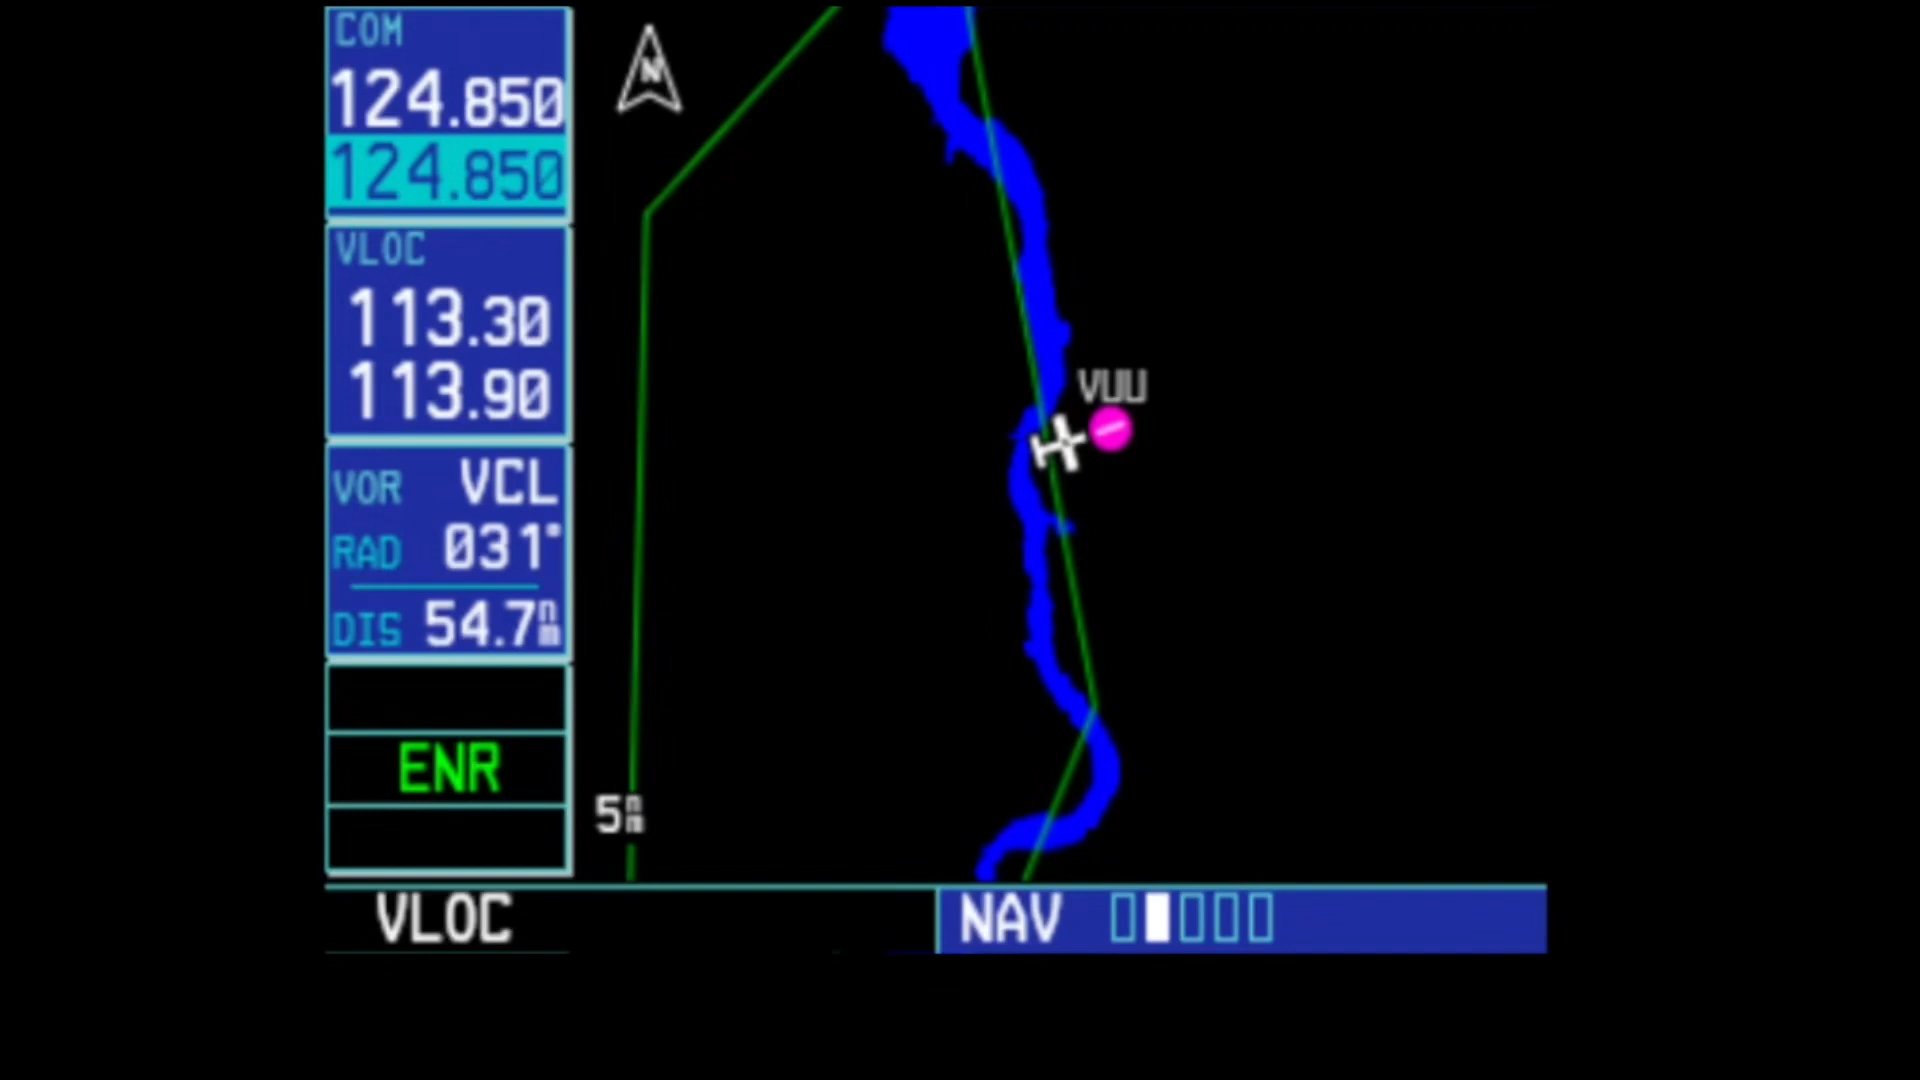 COM
124.850
124.850
VLOC
113.30
113.90
VOR VCL
RAD 031°
DIS 54.7nm
ENR
N
VUU
5nm
VLOC
NAV